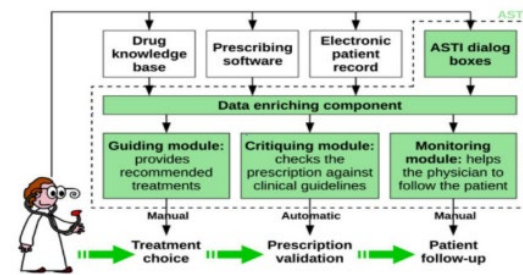 ASTI
Drug
knowledge
base
Prescribing
software
Electronic
patient
record
ASTI dialog
boxes
Data enriching component
Guiding module:
provides
recommended
treatments
Critiquing module:
checks the
prescription against
clinical guidelines
Monitoring
module: helps
the physician to
follow the patient
Manual
Automatic
Manual
Treatment
choice
Prescription
validation
Patient
follow-up